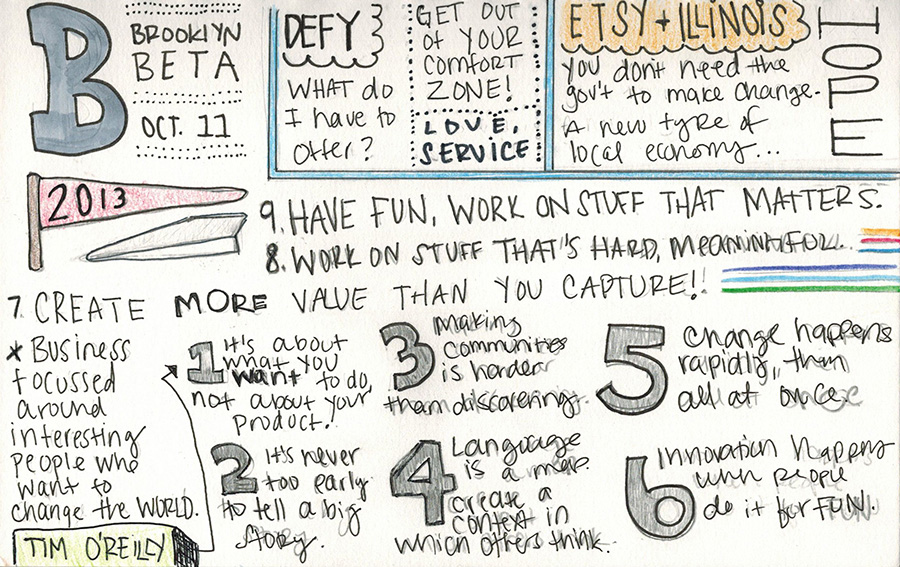 B
BROOKLYN
BETA
OCT. 11
2013
DEFY
WHAT do
I have to
offer?
GET OUT
of YOUR
COMFORT
ZONE!
LOVE,
SERVICE
ETSY + ILLINOIS
you don't need the
gov't to make change.
A new type of
local economy...
HOPE
9. HAVE FUN, WORK ON STUFF THAT MATTERS.
8. WORK ON STUFF THAT'S HARD, MEANINGFUL.
7. CREATE MORE VALUE THAN YOU CAPTURE!!
* BUSINESS
focussed
around
interesting
people who
want to
change the WORLD.
TIM O'REILLY
1 It's about
what you
want to do,
not about your
product.
2 It's never
too early
to tell a big
story.
3 Making
communities
is harder
than discovering.
4 Language
is a map.
create a
context in
which others think.
5 Change happens
rapidly, then
all at once.
6 Innovation happens
when people
do it for FUN.